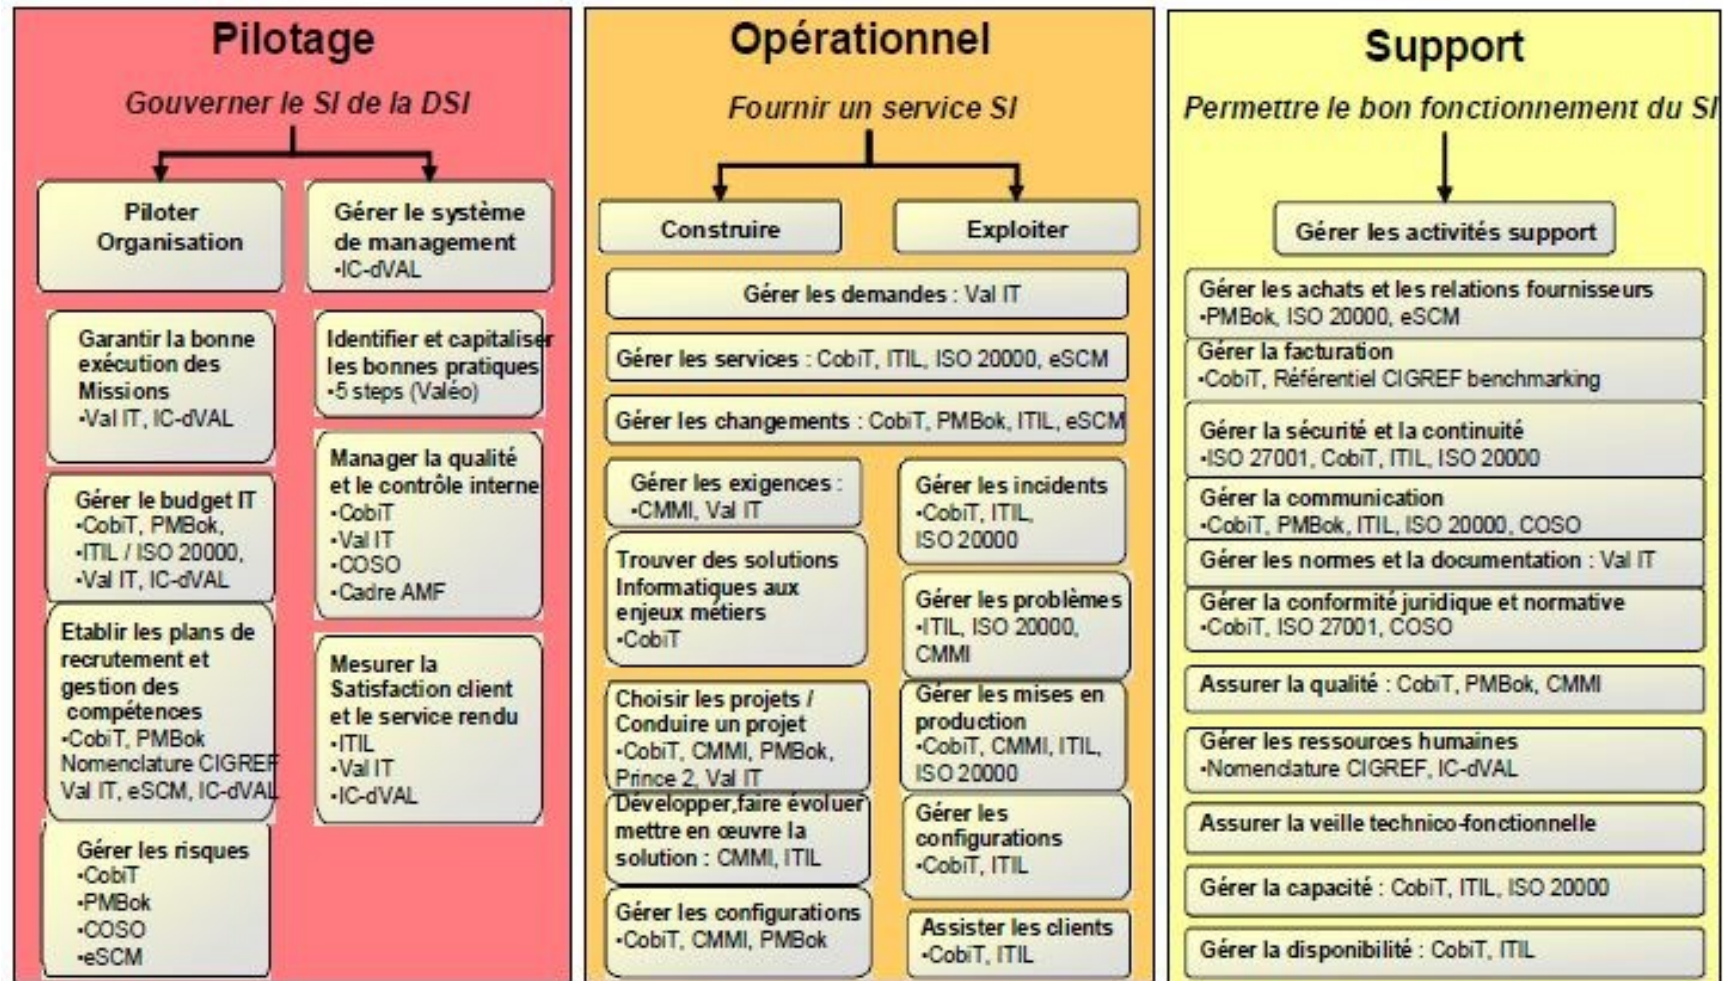 Pilotage
Gouverner le SI de la DSI
Piloter
Organisation
Garantir la bonne
exécution des
Missions
•Val IT, IC-dVAL
Gérer le budget IT
•CobiT, PMBok,
•ITIL / ISO 20000,
•Val IT, IC-dVAL
Etablir les plans de
recrutement et
gestion des
compétences
•CobiT, PMBok
Nomenclature CIGREF
Val IT, eSCM, IC-dVAL
Gérer les risques
•CobiT
•PMBok
•COSO
•eSCM
Gérer le système
de management
•IC-dVAL
Identifier et capitaliser
les bonnes pratiques
•5 steps (Valéo)
Manager la qualité
et le contrôle interne
•CobiT
•Val IT
•COSO
•Cadre AMF
Mesurer la
Satisfaction client
et le service rendu
•ITIL
•Val IT
•IC-dVAL
Opérationnel
Fournir un service SI
Construire
Exploiter
Gérer les demandes : Val IT
Gérer les services : CobiT, ITIL, ISO 20000, eSCM
Gérer les changements : CobiT, PMBok, ITIL, eSCM
Gérer les exigences :
•CMMI, Val IT
Trouver des solutions
Informatiques aux
enjeux métiers
•CobiT
Choisir les projets /
Conduire un projet
•CobiT, CMMI, PMBok,
Prince 2, Val IT
Développer,faire évoluer
mettre en œuvre la
solution : CMMI, ITIL
Gérer les configurations
•CobiT, CMMI, PMBok
Gérer les incidents
•CobiT, ITIL,
ISO 20000
Gérer les problèmes
•ITIL, ISO 20000,
CMMI
Gérer les mises en
production
•CobiT, CMMI, ITIL,
ISO 20000
Gérer les
configurations
•CobiT, ITIL
Assister les clients
•CobiT, ITIL
Support
Permettre le bon fonctionnement du SI
Gérer les activités support
Gérer les achats et les relations fournisseurs
•PMBok, ISO 20000, eSCM
Gérer la facturation
•CobiT, Référentiel CIGREF benchmarking
Gérer la sécurité et la continuité
•ISO 27001, CobiT, ITIL, ISO 20000
Gérer la communication
•CobiT, PMBok, ITIL, ISO 20000, COSO
Gérer les normes et la documentation : Val IT
Gérer la conformité juridique et normative
•CobiT, ISO 27001, COSO
Assurer la qualité : CobiT, PMBok, CMMI
Gérer les ressources humaines
•Nomenclature CIGREF, IC-dVAL
Assurer la veille technico-fonctionnelle
Gérer la capacité : CobiT, ITIL, ISO 20000
Gérer la disponibilité : CobiT, ITIL